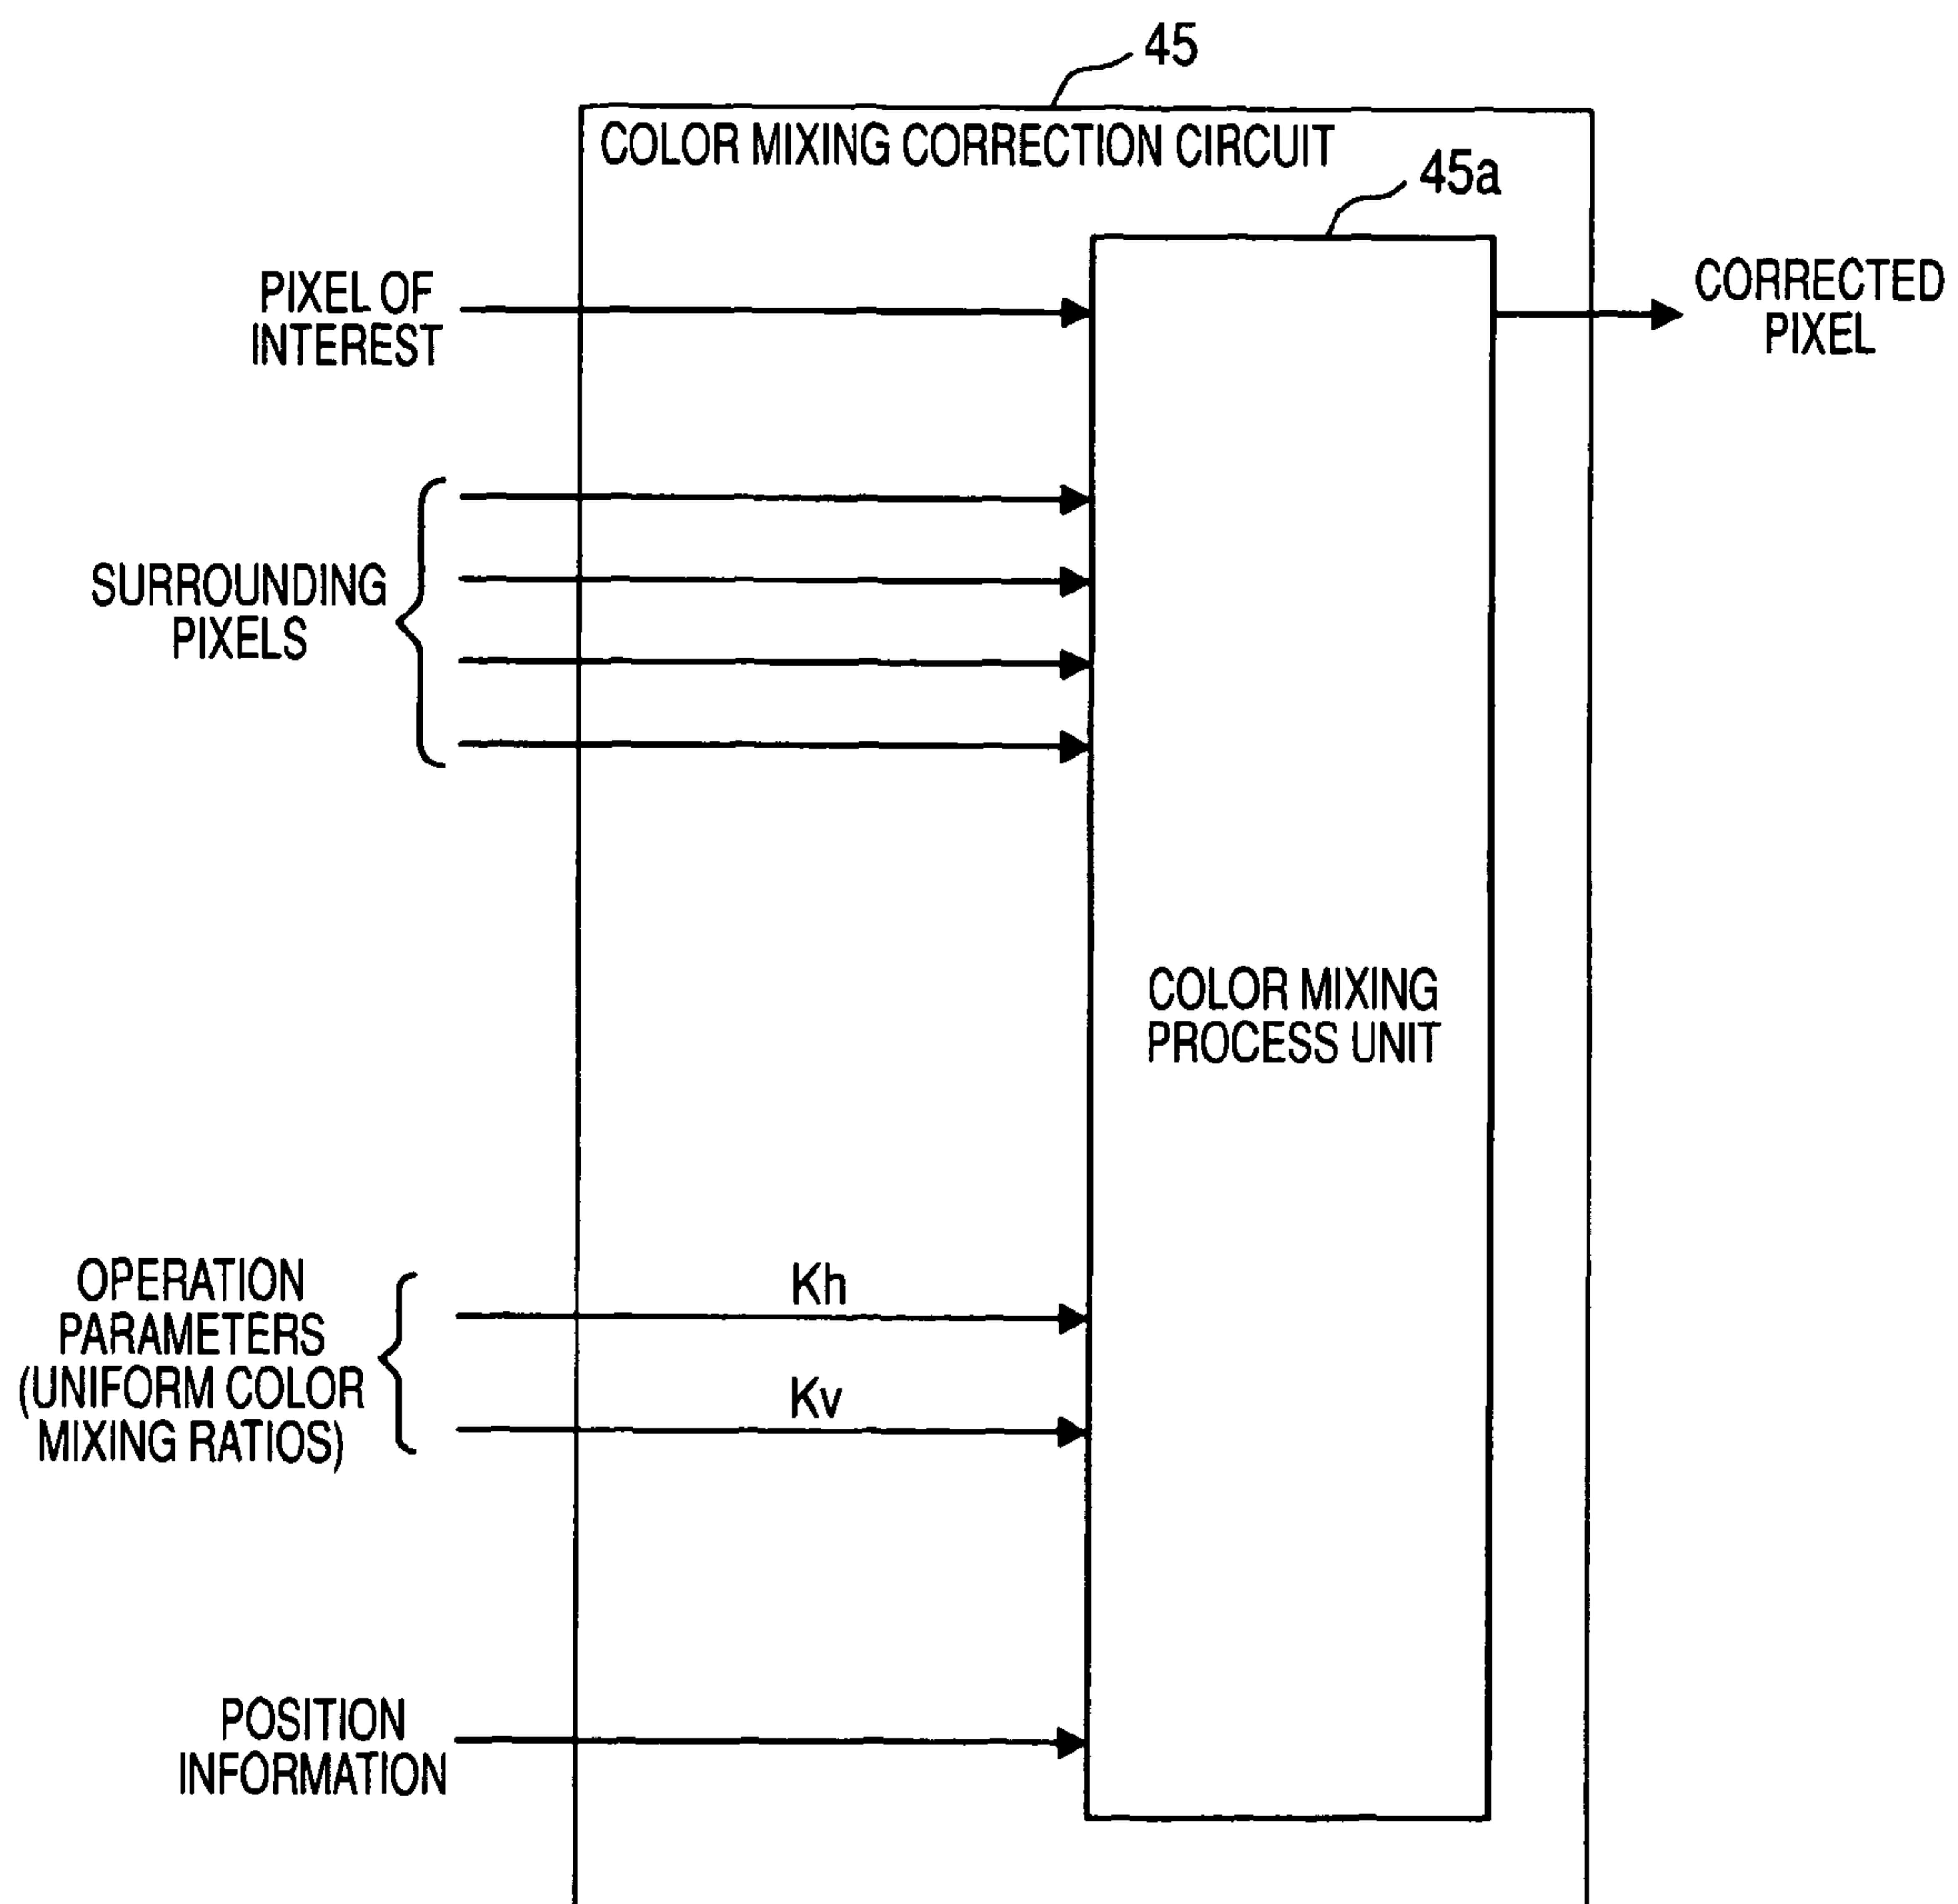 45
COLOR MIXING CORRECTION CIRCUIT
45a
PIXEL OF
INTEREST
CORRECTED
PIXEL
SURROUNDING
PIXELS
COLOR MIXING
PROCESS UNIT
OPERATION
PARAMETERS
(UNIFORM COLOR
MIXING RATIOS)
Kh
Kv
POSITION
INFORMATION